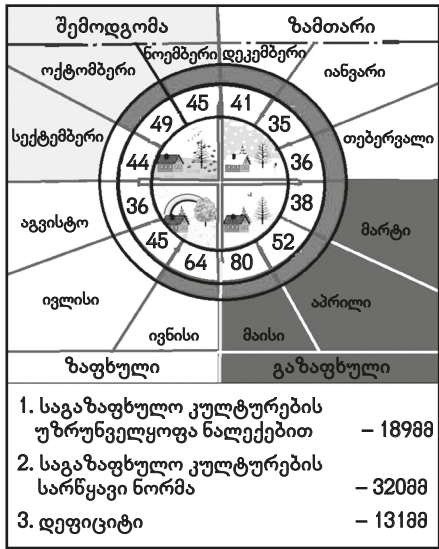 შემოდგომა ზამთარი
ნოემბერი დეკემბერი
ოქტომბერი იანვარი
45 41
49 35
სექტემბერი თებერვალი
44 36
36 38
აგვისტო მარტი
45 52
64 80
ივლისი აპრილი
ივნისი მაისი
ზაფხული გაზაფხული
1. საგაზაფხულო კულტურების
უზრუნველყოფა ნალექებით – 189მმ
2. საგაზაფხულო კულტურების
სარწყავი ნორმა – 320მმ
3. დეფიციტი – 131მმ